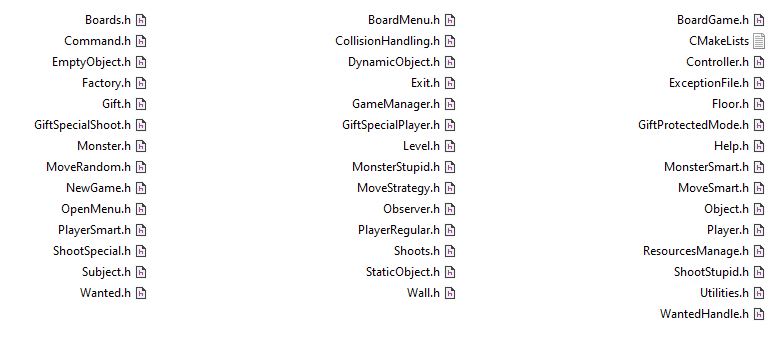 BoardGame.h
BoardMenu.h
Boards.h
CMakeLists
CollisionHandling.h
Command.h
Controller.h
DynamicObject.h
EmptyObject.h
ExceptionFile.h
Exit.h
Factory.h
Floor.h
GameManager.h
Gift.h
GiftProtectedMode.h
GiftSpecialPlayer.h
GiftSpecialShoot.h
Help.h
Level.h
Monster.h
MonsterSmart.h
MonsterStupid.h
MoveRandom.h
MoveSmart.h
MoveStrategy.h
NewGame.h
Object.h
Observer.h
OpenMenu.h
Player.h
PlayerRegular.h
PlayerSmart.h
ResourcesManage.h
Shoots.h
ShootSpecial.h
ShootStupid.h
StaticObject.h
Subject.h
Utilities.h
Wall.h
Wanted.h
WantedHandle.h